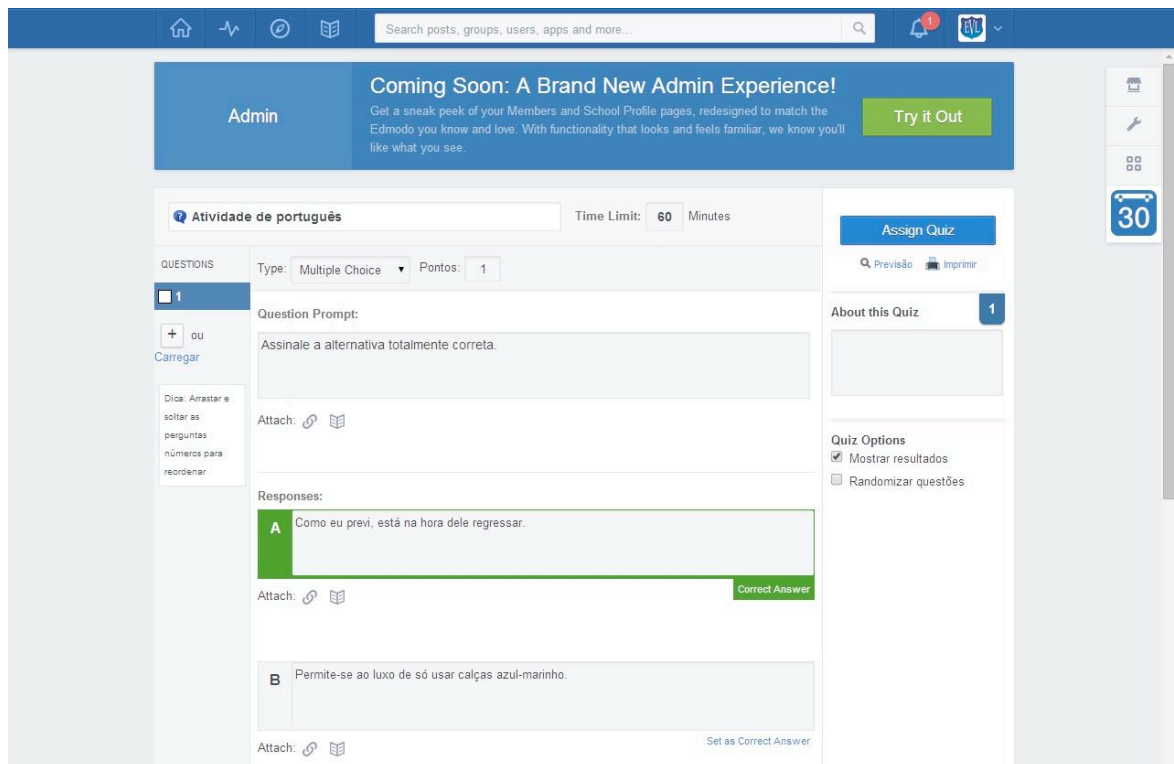 Search posts, groups, users, apps and more...
1
EVL
Admin
Coming Soon: A Brand New Admin Experience!
Get a sneak peek of your Members and School Profile pages, redesigned to match the
Edmodo you know and love. With functionality that looks and feels familiar, we know you'll
like what you see.
Try it Out
30
Atividade de português
Time Limit: 60 Minutes
Assign Quiz
Previsão Imprimir
QUESTIONS
1
+ ou
Carregar
Dica: Arrastar e
soltar as
perguntas
números para
reordenar
Type: Multiple Choice Pontos: 1
Question Prompt:
Assinale a alternativa totalmente correta.
Attach:
Responses:
A Como eu previ, está na hora dele regressar.
Correct Answer
Attach:
B Permite-se ao luxo de só usar calças azul-marinho.
Set as Correct Answer
Attach:
About this Quiz 1
Quiz Options
Mostrar resultados
Randomizar questões